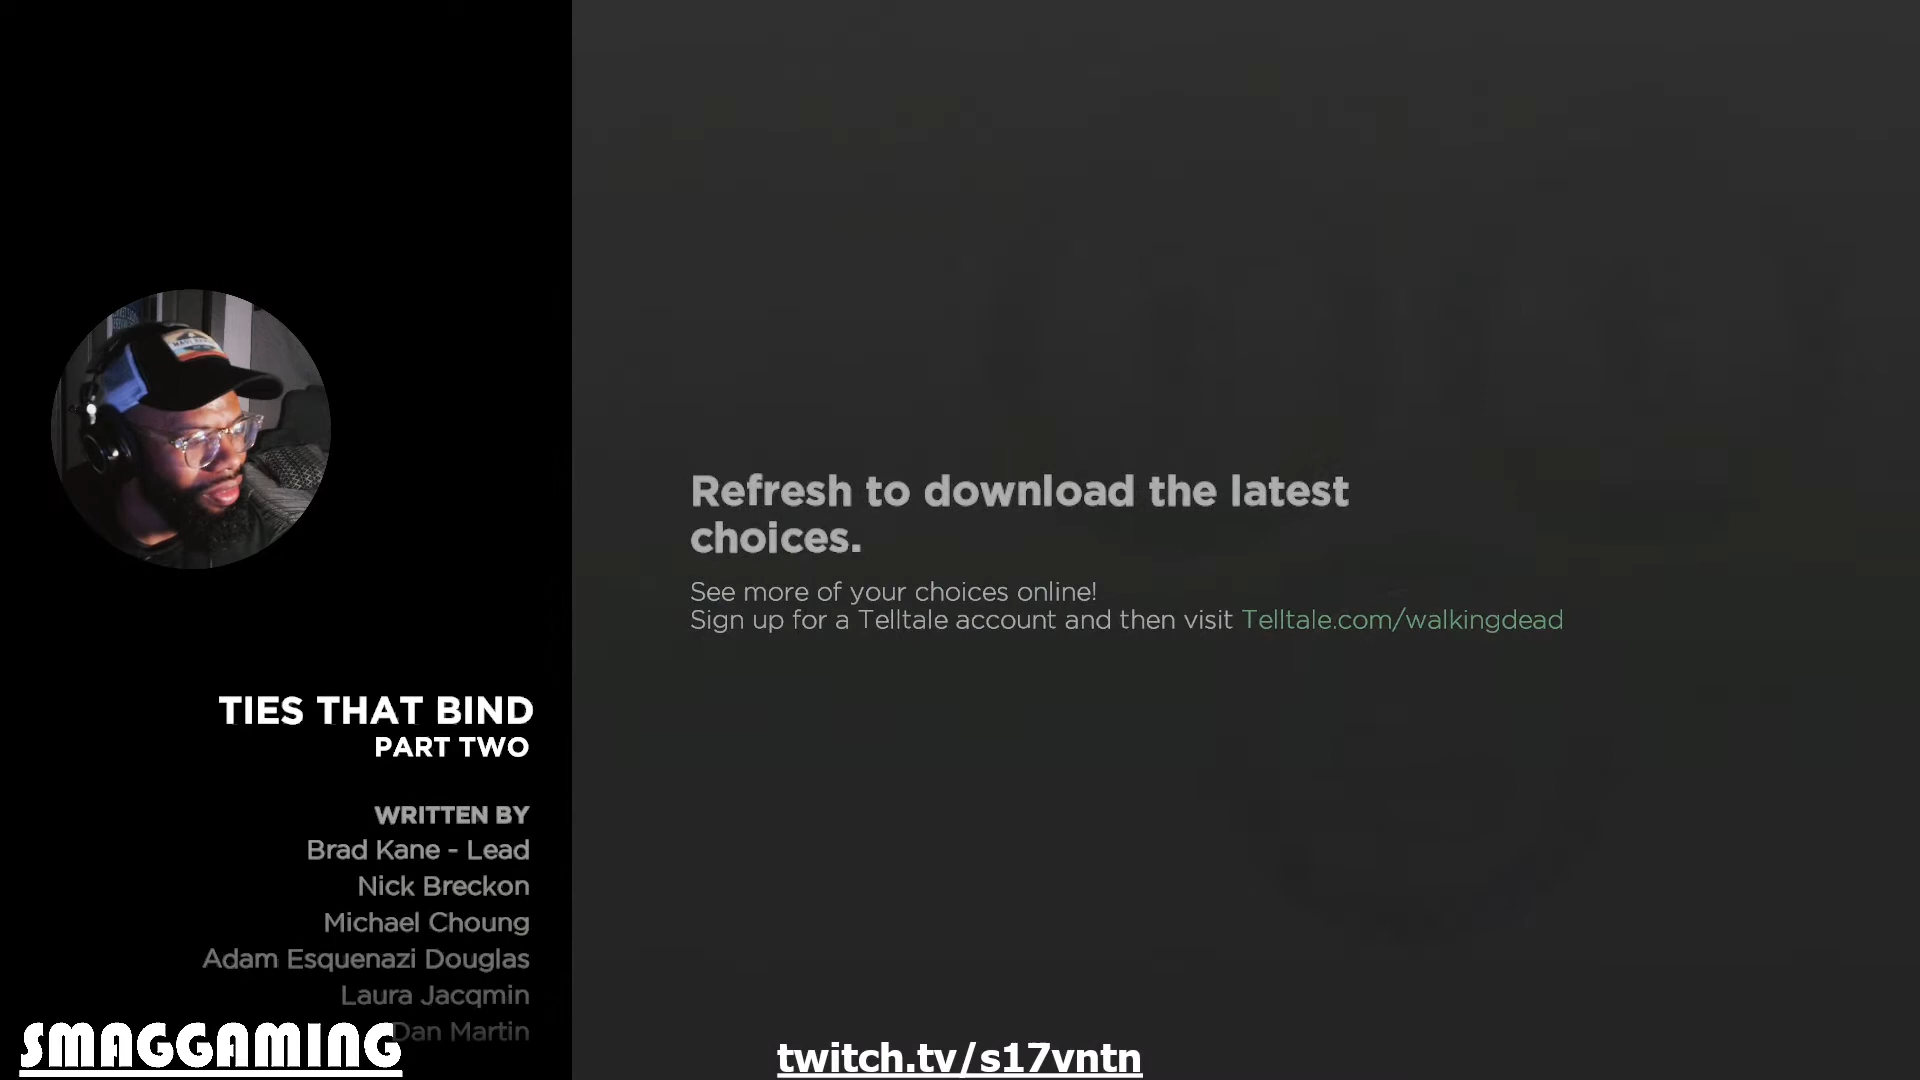 Refresh to download the latest
choices.
See more of your choices online!
Sign up for a Telltale account and then visit Telltale.com/walkingdead
TIES THAT BIND
PART TWO
WRITTEN BY
Brad Kane - Lead
Nick Breckon
Michael Choung
Adam Esquenazi Douglas
Laura Jacqmin
Dan Martin
SMAGGAMING
twitch.tv/s17vntn